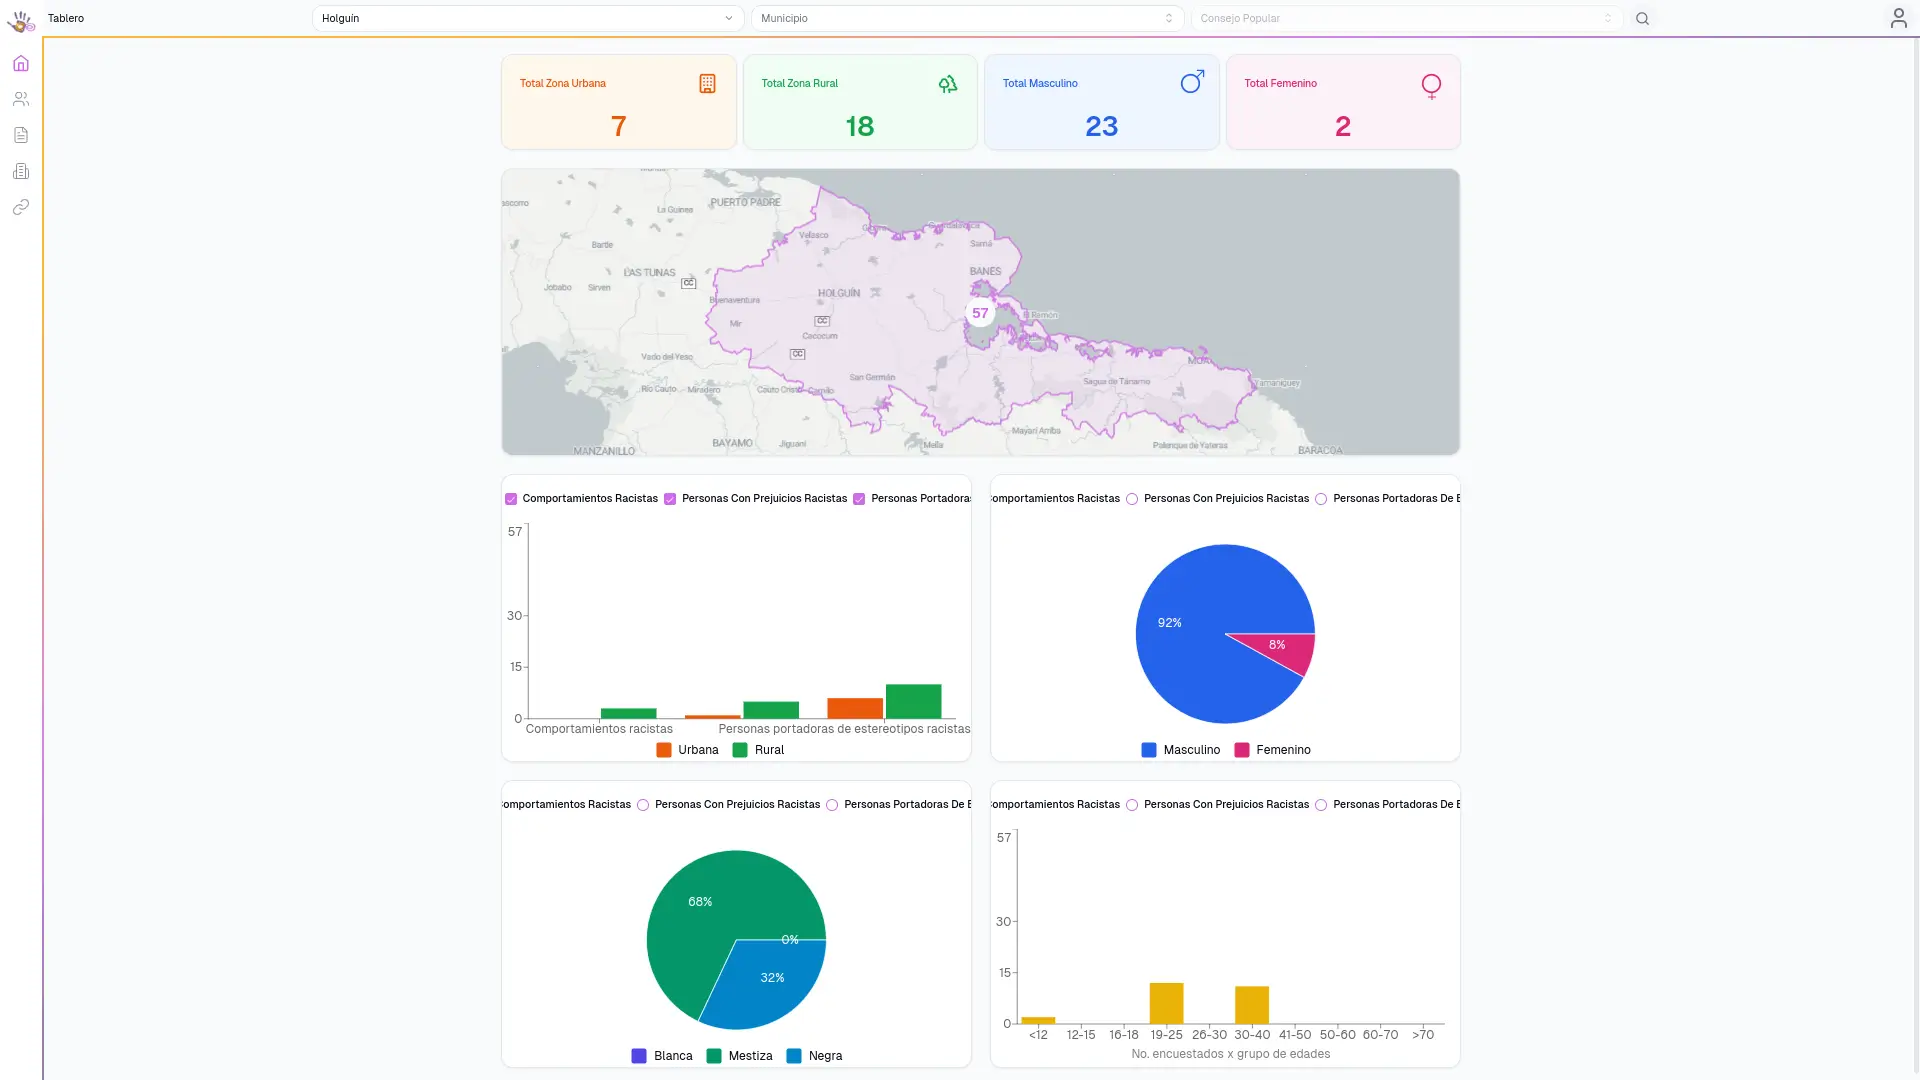 Tablero
Holguín
Municipio
Consejo Popular
Total Zona Urbana
7
Total Zona Rural
18
Total Masculino
23
Total Femenino
2
PUERTO PADRE
La Guinea
Velasco
Bartle
Samá
LAS TUNAS
BANES
Jobabo
Sirven
HOLGUÍN
Buenaventura
57
El Ramón
Mir
Cacocum
Vado del Yeso
San Germán
Sagua de Tánamo
Tamaniguey
Río Cauto
Miradero
Cauto Cristo
Camilo
Mayarí Arriba
BAYAMO
Jiguaní
Mella
Palenque de Yateras
MANZANILLO
BARACOA
Comportamientos Racistas
Personas Con Prejuicios Racistas
Personas Portadoras
57
30
15
0
Comportamientos racistas
Personas portadoras de estereotipos racistas
Urbana
Rural
omportamientos Racistas
Personas Con Prejuicios Racistas
Personas Portadoras De E
92%
8%
Masculino
Femenino
omportamientos Racistas
Personas Con Prejuicios Racistas
Personas Portadoras De E
68%
0%
32%
Blanca
Mestiza
Negra
omportamientos Racistas
Personas Con Prejuicios Racistas
Personas Portadoras De E
57
30
15
0
<12 12-15 16-18 19-25 26-30 30-40 41-50 50-60 60-70 >70
No. encuestados x grupo de edades